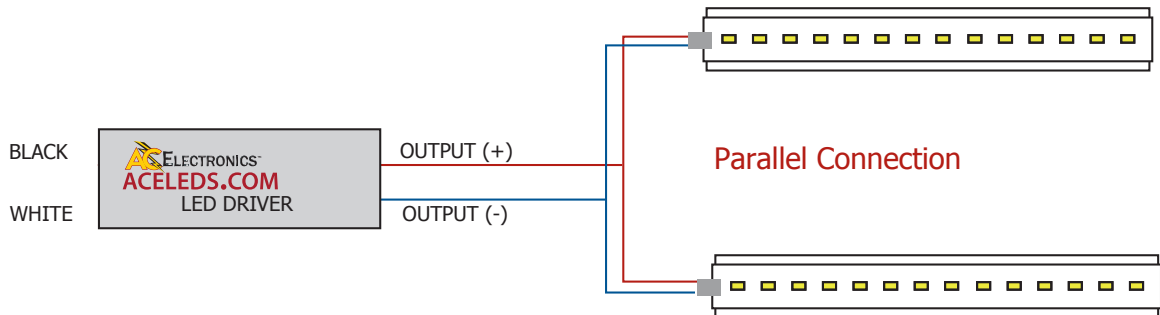 BLACK
WHITE
AC ELECTRONICS™
ACELEDS.COM
LED DRIVER
OUTPUT (+)
OUTPUT (-)
Parallel Connection